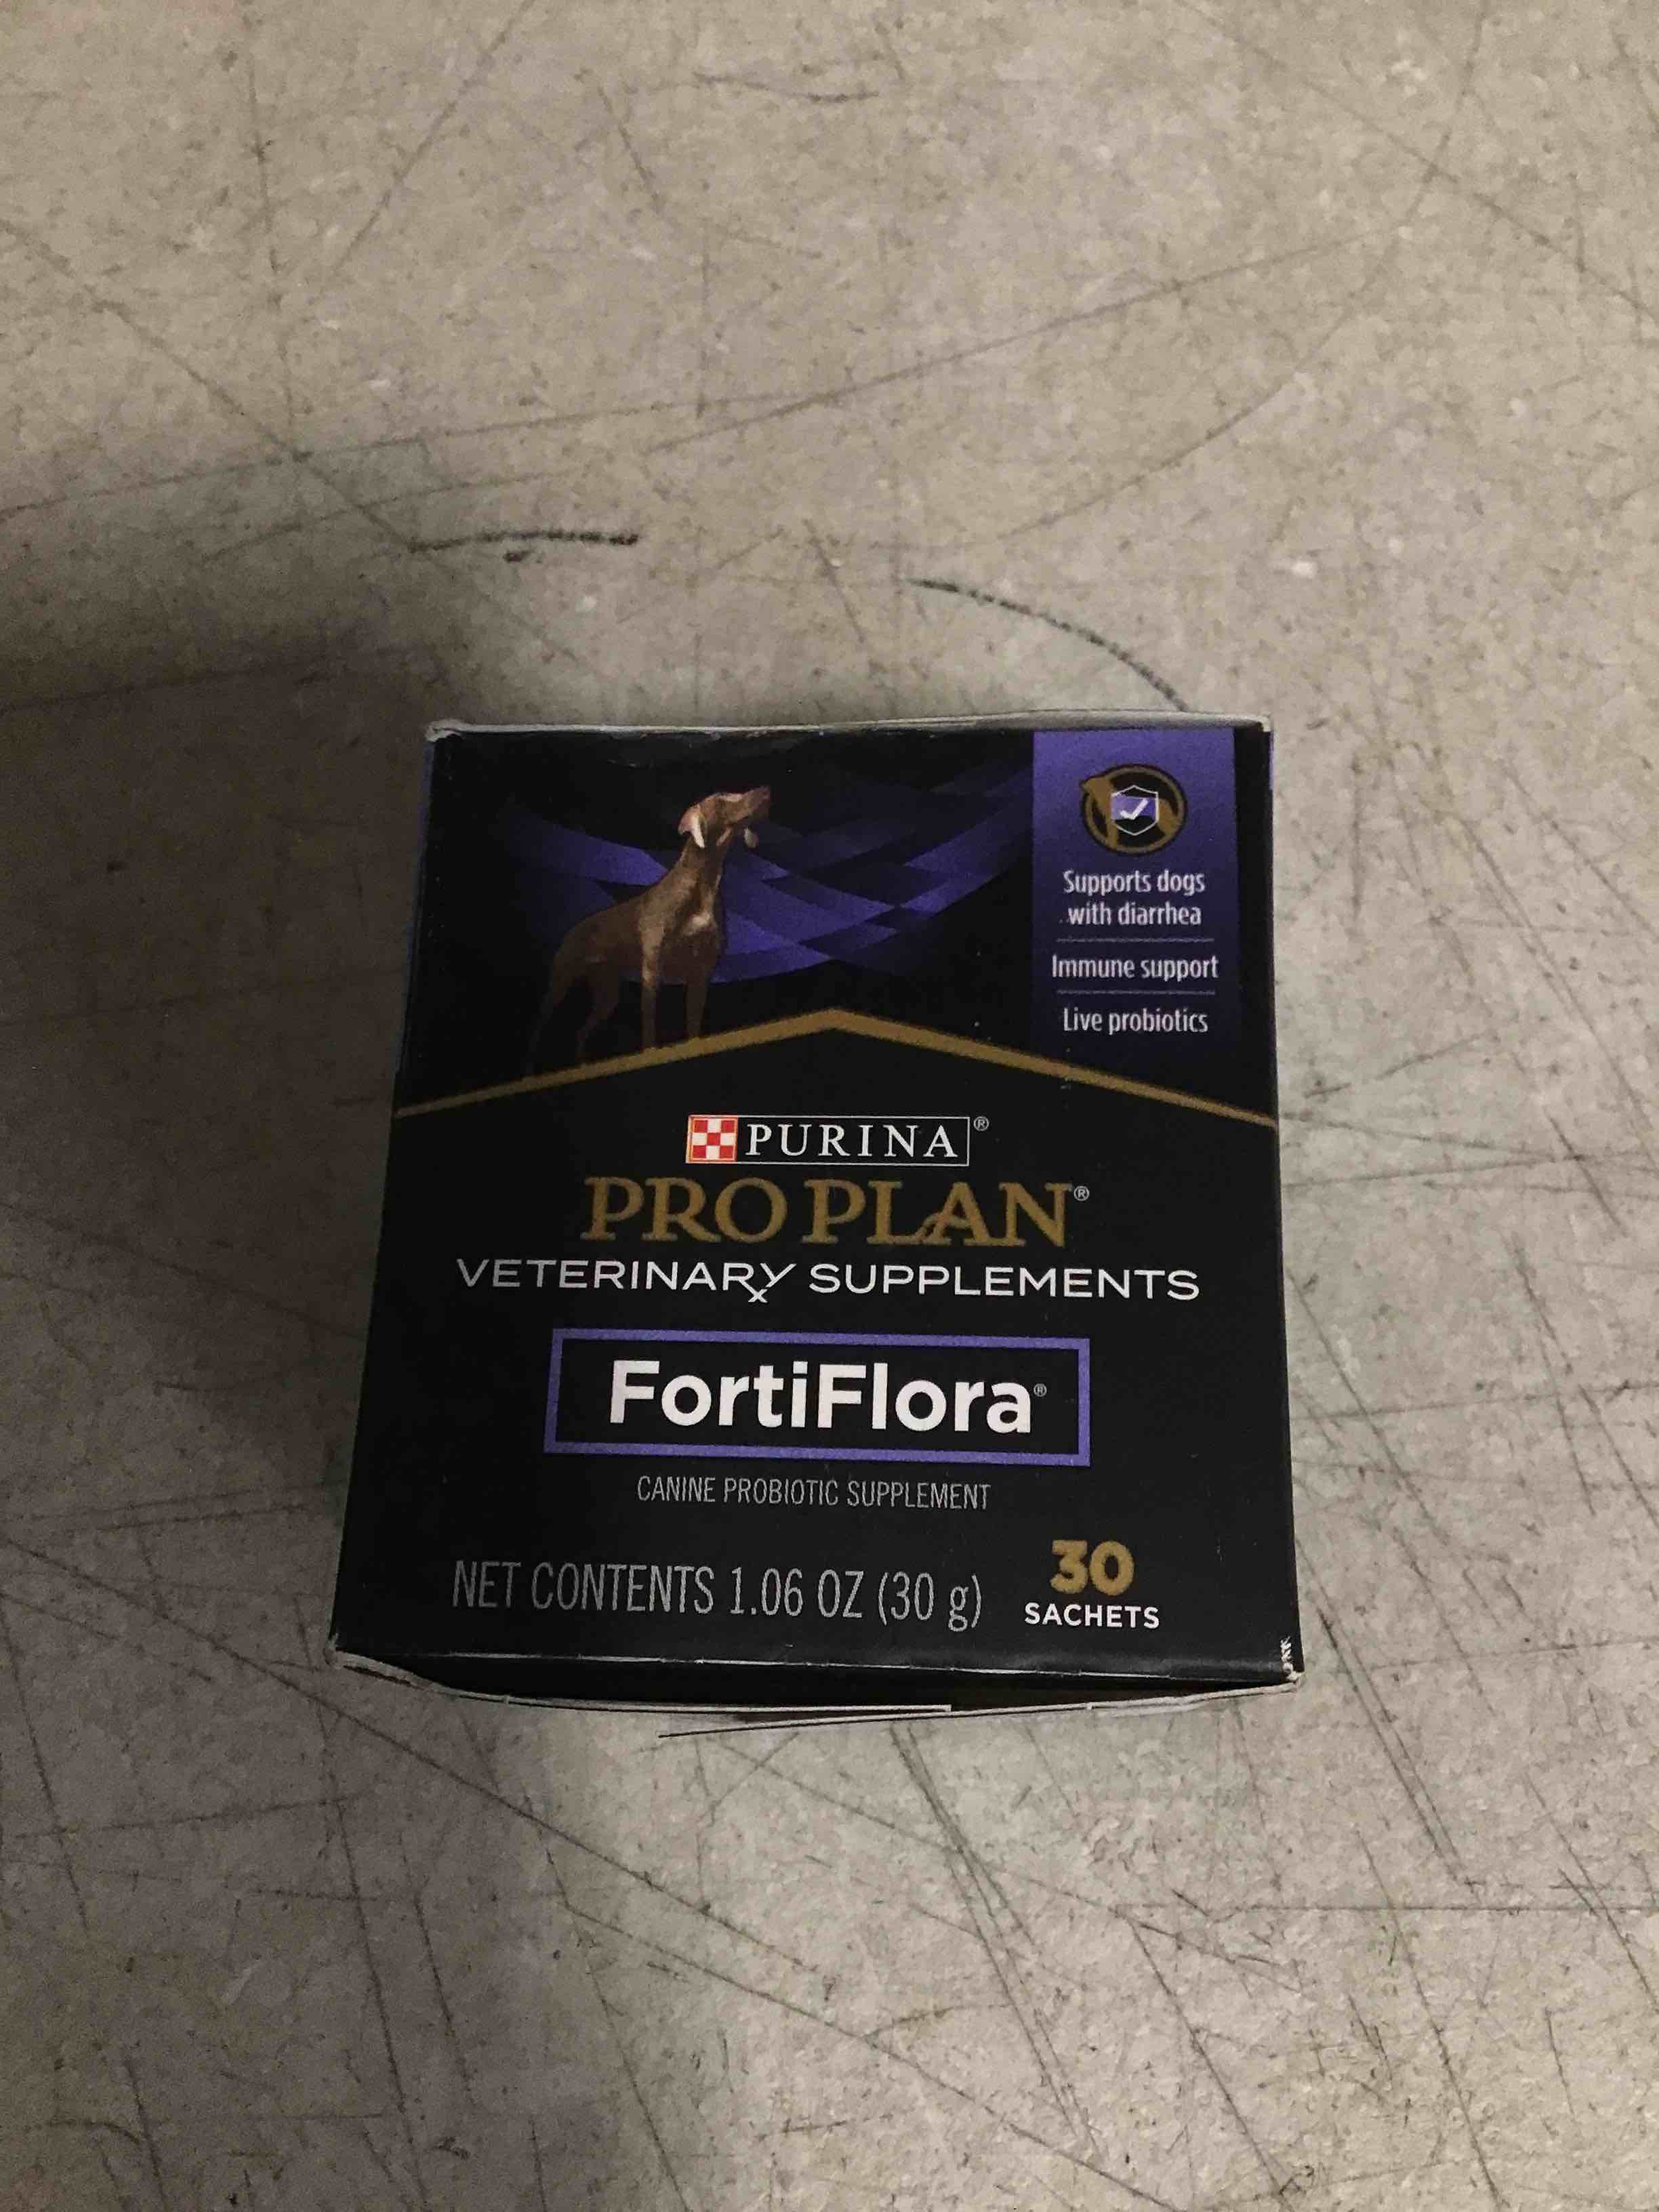 Supports dogs
with diarrhea
Immune support
Live probiotics
PURINA®
PRO PLAN®
VETERINARY SUPPLEMENTS
FortiFlora®
CANINE PROBIOTIC SUPPLEMENT
NET CONTENTS 1.06 OZ (30 g)
30
SACHETS